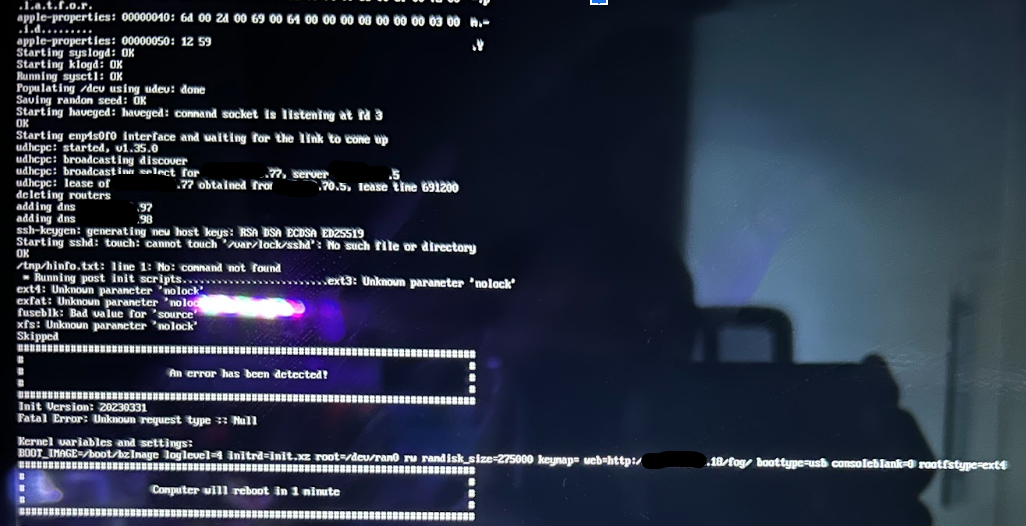 .l.a.t.f.o.r.
apple-properties: 00000040: 6d 00 2d 00 69 00 64 00 00 00 08 00 00 00 03 00 m.-
.i.d.........
apple-properties: 00000050: 12 59 .Y
Starting syslogd: OK
Starting klogd: OK
Running sysctl: OK
Populating /dev using udev: done
Saving random seed: OK
Starting haveged: haveged: command socket is listening at fd 3
OK
Starting enp4s0f0 interface and waiting for the link to come up
udhcpc: started, v1.35.0
udhcpc: broadcasting discover
udhcpc: broadcasting select for .77, server .5
udhcpc: lease of .77 obtained from .70.5, lease time 691200
deleting routers
adding dns .97
adding dns .98
ssh-keygen: generating new host keys: RSA DSA ECDSA ED25519
Starting sshd: touch: cannot touch '/var/lock/sshd': No such file or directory
OK
/tmp/hinfo.txt: line 1: No: command not found
* Running post init scripts.........................ext3: Unknown parameter 'nolock'
ext4: Unknown parameter 'nolock'
exfat: Unknown parameter
fuseblk: Bad value for 'source'
xfs: Unknown parameter 'nolock'
Skipped
An error has been detected!
Init Version: 20230331
Fatal Error: Unknown request type :: Null
Kernel variables and settings:
BOOT_IMAGE=/boot/bzImage loglevel=4 initrd=init.xz root=/dev/ram0 rw ramdisk_size=275000 keymap= web=http:/ .18/fog/ boottype=usb consoleblank=0 rootfstype=ext4
Computer will reboot in 1 minute